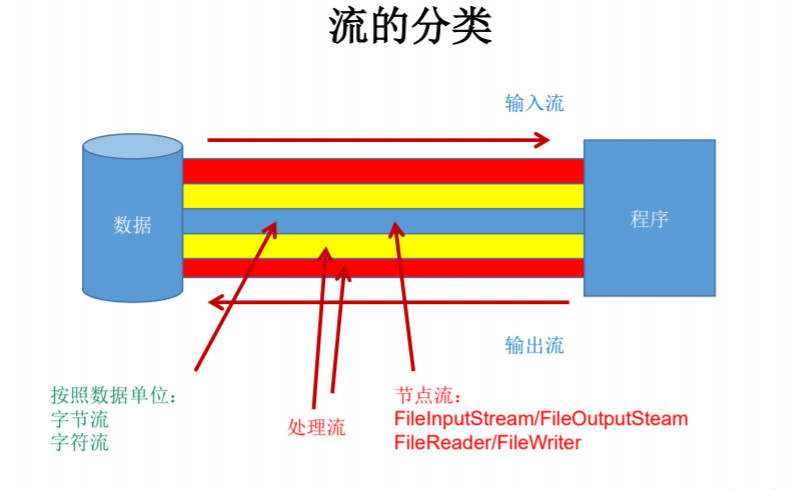 流的分类
输入流
数据
程序
输出流
按照数据单位：
字节流
字符流
处理流
节点流：
FileInputStream/FileOutputSteam
FileReader/FileWriter